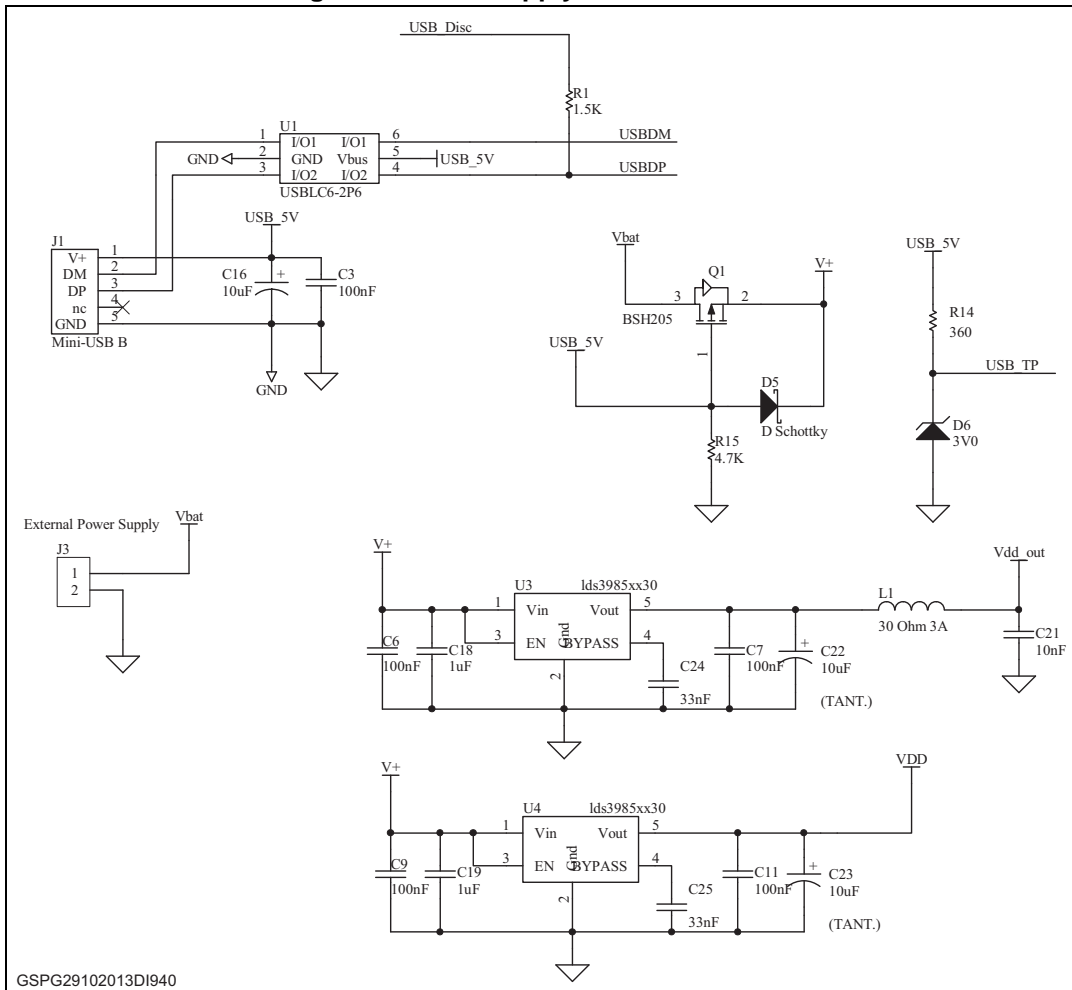 USB_Disc
R1
1.5K
U1
1 I/O1 I/O1 6 USBDM
GND 2 GND Vbus 5 USB_5V
3 I/O2 I/O2 4 USBDP
USBLC6-2P6
USB_5V
J1
V+ 1
DM 2
DP 3
nc 4
GND 5
Mini-USB B
C16
10uF
C3
100nF
GND
Vbat
Q1
V+
3
2
BSH205
1
USB_5V
D5
D Schottky
R15
4.7K
USB_5V
R14
360
USB_TP
D6
3V0
External Power Supply
Vbat
J3
1
2
V+
U3 lds3985xx30
1 Vin Vout 5
3 EN Gnd BYPASS 4
2
C6
100nF
C18
1uF
C24
33nF
C7
100nF
C22
10uF
(TANT.)
L1
30 Ohm 3A
Vdd_out
C21
10nF
V+
U4 lds3985xx30
1 Vin Vout 5
3 EN Gnd BYPASS 4
2
C9
100nF
C19
1uF
C25
33nF
C11
100nF
C23
10uF
(TANT.)
VDD
GSPG29102013DI940